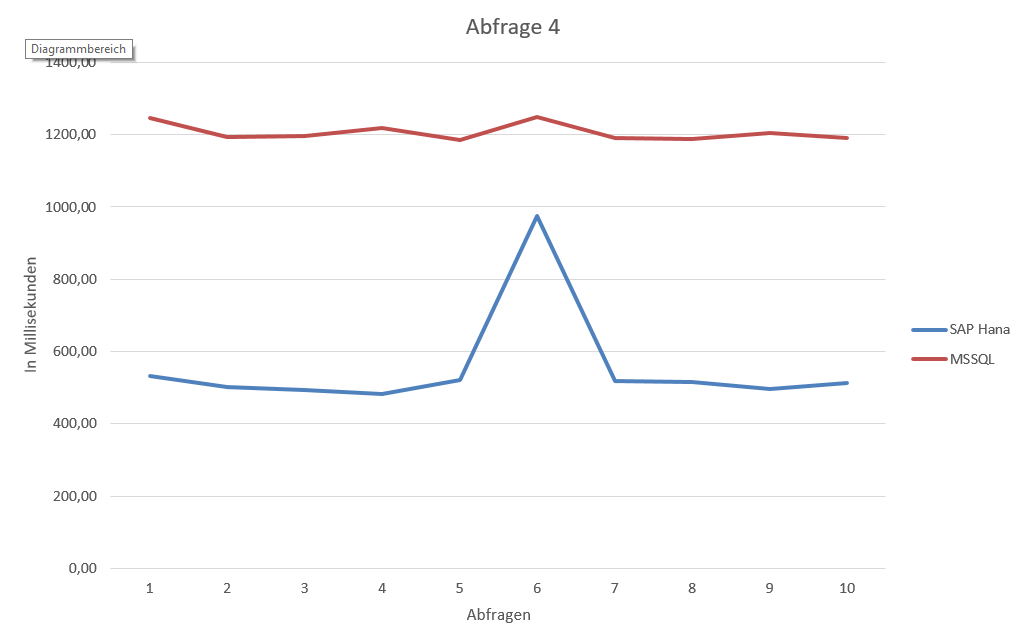 Abfrage 4
Diagrammbereich
1400,00
1200,00
1000,00
800,00
600,00
400,00
200,00
0,00
In Millisekunden
1 2 3 4 5 6 7 8 9 10
Abfragen
SAP Hana
MSSQL